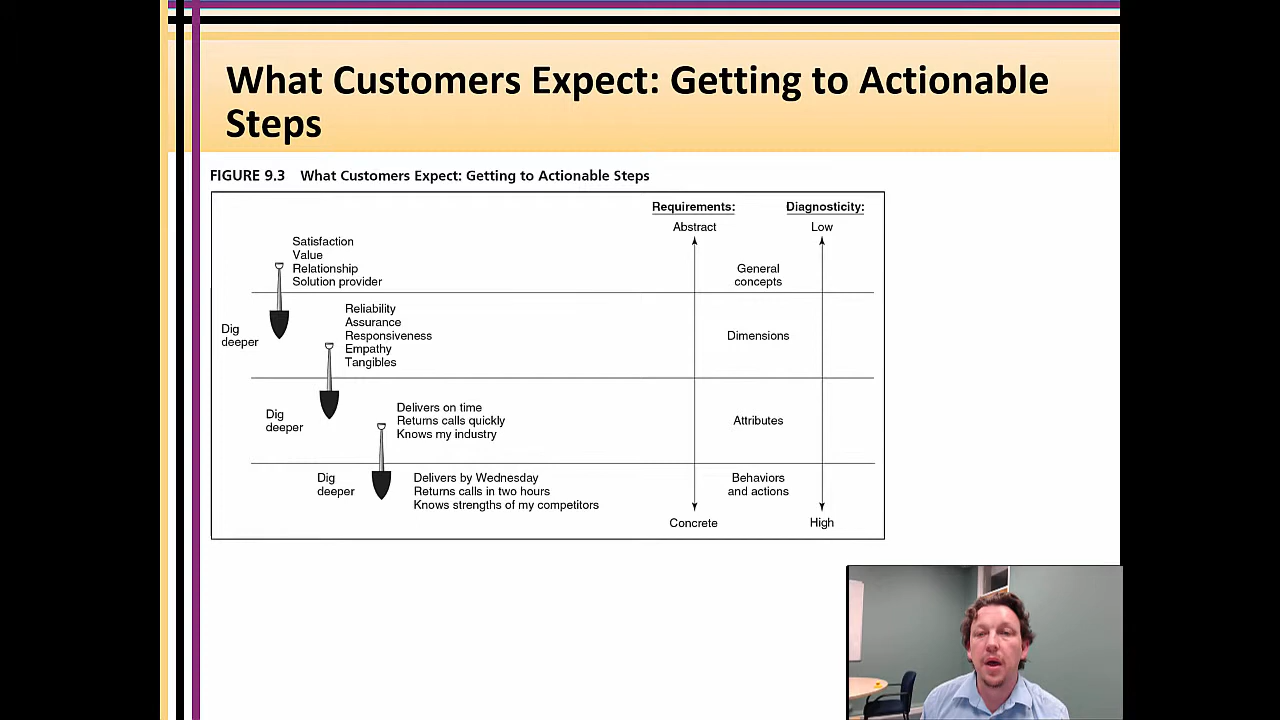 What Customers Expect: Getting to Actionable
Steps
FIGURE 9.3 What Customers Expect: Getting to Actionable Steps
Requirements: Diagnosticity:
Abstract Low
Satisfaction
Value
Relationship
Solution provider
General
concepts
Dig
deeper
Reliability
Assurance
Responsiveness
Empathy
Tangibles
Dimensions
Dig
deeper
Delivers on time
Returns calls quickly
Knows my industry
Attributes
Dig
deeper
Delivers by Wednesday
Returns calls in two hours
Knows strengths of my competitors
Behaviors
and actions
Concrete High